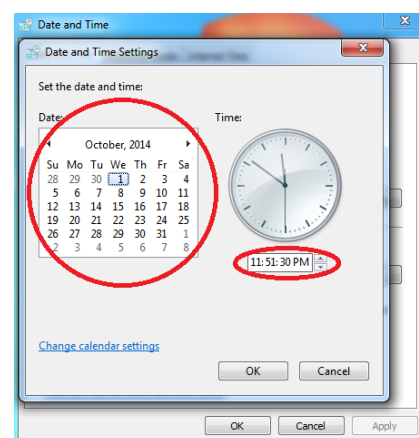 Date and Time
Date and Time Settings
Set the date and time:
Date: Time:
October, 2014
Su Mo Tu We Th Fr Sa
28 29 30 1 2 3 4
5 6 7 8 9 10 11
12 13 14 15 16 17 18
19 20 21 22 23 24 25
26 27 28 29 30 31 1
2 3 4 5 6 7 8
11:51:30 PM
Change calendar settings
OK Cancel
OK Cancel Apply